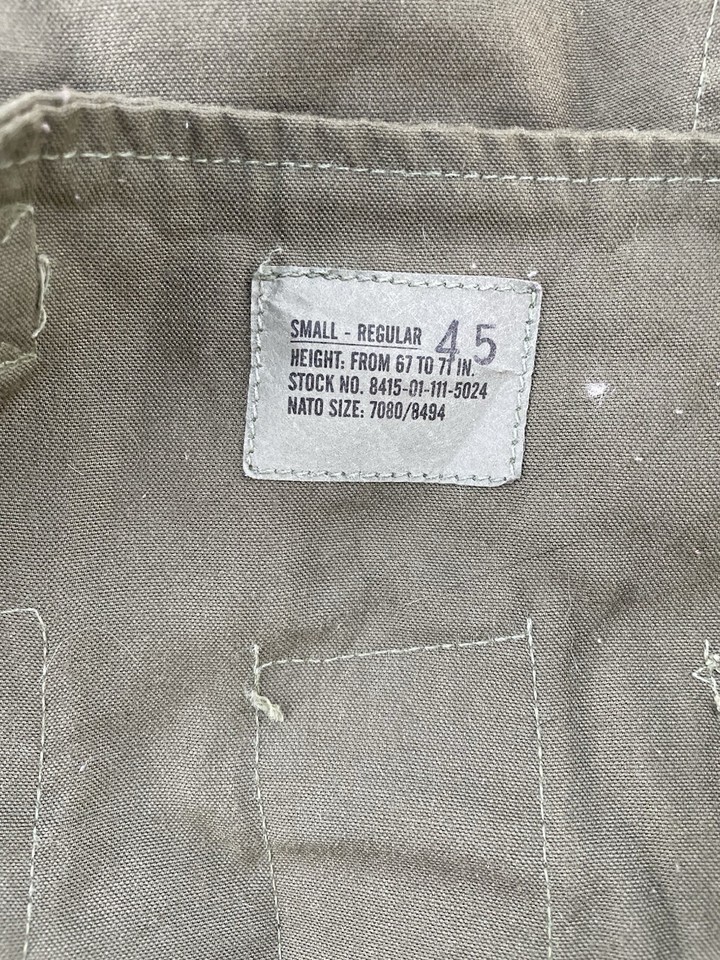 SMALL - REGULAR 45
HEIGHT: FROM 67 TO 71 IN.
STOCK NO. 8415-01-111-5024
NATO SIZE: 7080/8494